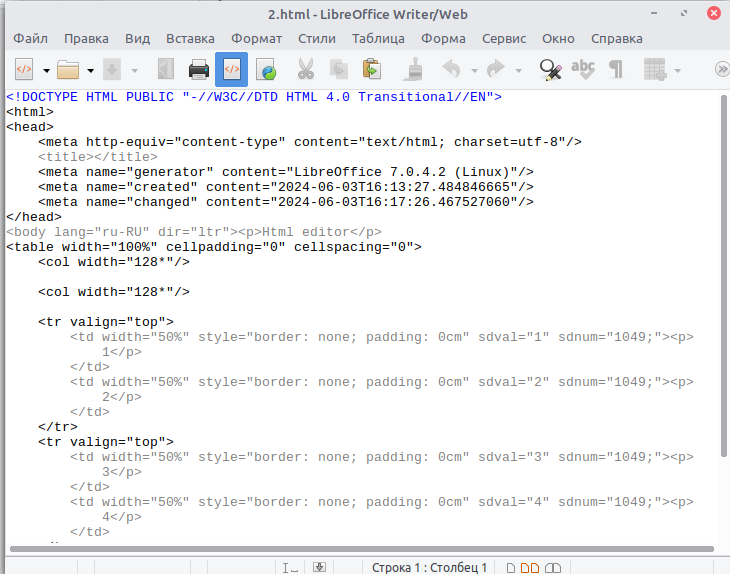 2.html - LibreOffice Writer/Web
Файл Правка Вид Вставка Формат Стили Таблица Форма Сервис Окно Справка
<!DOCTYPE HTML PUBLIC "-//W3C//DTD HTML 4.0 Transitional//EN">
<html>
<head>
<meta http-equiv="content-type" content="text/html; charset=utf-8"/>
<title></title>
<meta name="generator" content="LibreOffice 7.0.4.2 (Linux)"/>
<meta name="created" content="2024-06-03T16:13:27.484846665"/>
<meta name="changed" content="2024-06-03T16:17:26.467527060"/>
</head>
<body lang="ru-RU" dir="ltr"><p>Html editor</p>
<table width="100%" cellpadding="0" cellspacing="0">
<col width="128*"/>
<col width="128*"/>
<tr valign="top">
<td width="50%" style="border: none; padding: 0cm" sdval="1" sdnum="1049;"><p>
1</p>
</td>
<td width="50%" style="border: none; padding: 0cm" sdval="2" sdnum="1049;"><p>
2</p>
</td>
</tr>
<tr valign="top">
<td width="50%" style="border: none; padding: 0cm" sdval="3" sdnum="1049;"><p>
3</p>
</td>
<td width="50%" style="border: none; padding: 0cm" sdval="4" sdnum="1049;"><p>
4</p>
</td>
Строка 1 : Столбец 1